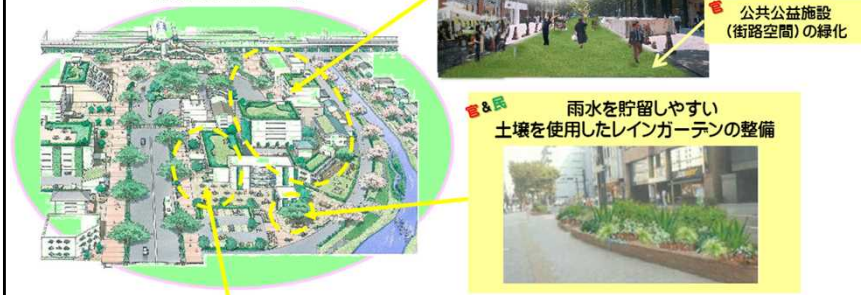 官
公共公益施設
（街路空間）の緑化
官&民
雨水を貯留しやすい
土壌を使用したレインガーデンの整備